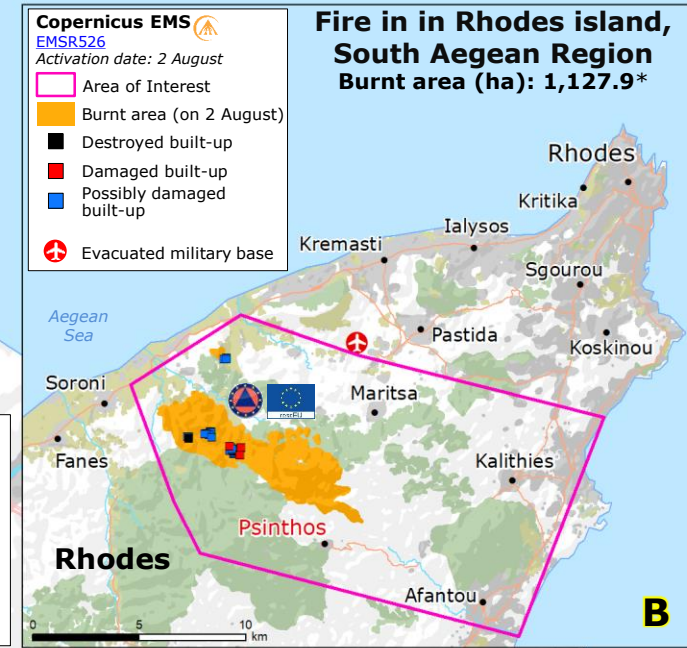 Copernicus EMS
EMSR526
Activation date: 2 August
Area of Interest
Burnt area (on 2 August)
Destroyed built-up
Damaged built-up
Possibly damaged
built-up
Evacuated military base
Fire in in Rhodes island,
South Aegean Region
Burnt area (ha): 1,127.9*
Rhodes
Kritika
Ialysos
Kremasti
Sgourou
Aegean
Sea
Pastida
Koskinou
Soroni
Maritsa
rescEU
Fanes
Kalithies
Psinthos
Rhodes
Afantou
B
0 5 10
km